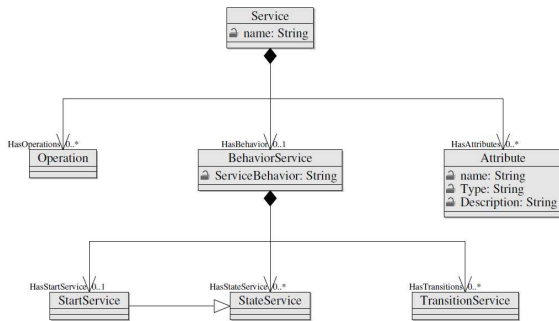 Service
name: String
HasOperations 0..*
HasBehavior 0..1
HasAttributes 0..*
Operation
BehaviorService
ServiceBehavior: String
Attribute
name: String
Type: String
Description: String
HasStartService 0..1
HasStateService 0..*
HasTransitions 0..*
StartService
StateService
TransitionService